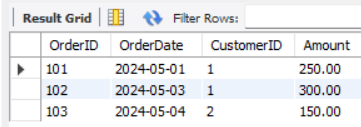 Result Grid Filter Rows:
OrderID OrderDate CustomerID Amount
101 2024-05-01 1 250.00
102 2024-05-03 1 300.00
103 2024-05-04 2 150.00